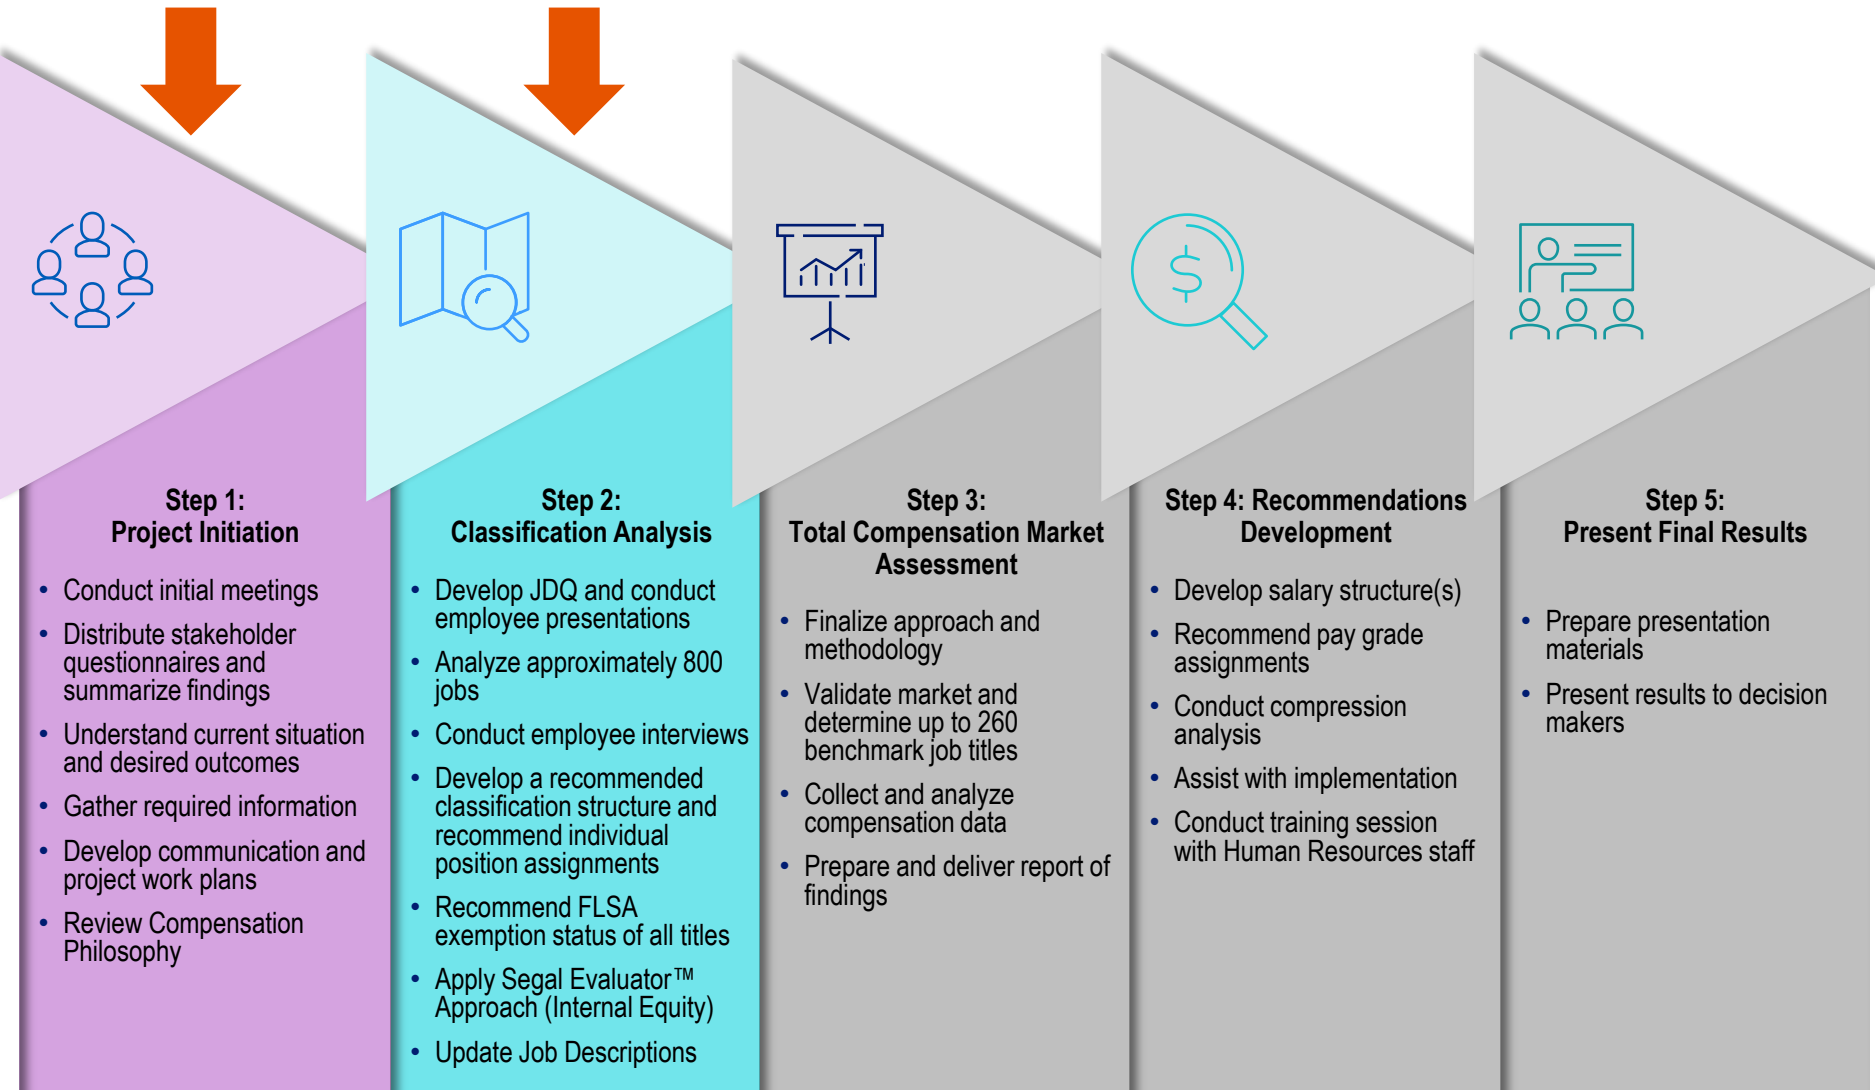 Step 1:
Project Initiation
• Conduct initial meetings
• Distribute stakeholder
questionnaires and
summarize findings
• Understand current situation
and desired outcomes
• Gather required information
• Develop communication and
project work plans
• Review Compensation
Philosophy
Step 2:
Classification Analysis
• Develop JDQ and conduct
employee presentations
• Analyze approximately 800
jobs
• Conduct employee interviews
• Develop a recommended
classification structure and
recommend individual
position assignments
• Recommend FLSA
exemption status of all titles
• Apply Segal Evaluator™
Approach (Internal Equity)
• Update Job Descriptions
Step 3:
Total Compensation Market
Assessment
• Finalize approach and
methodology
• Validate market and
determine up to 260
benchmark job titles
• Collect and analyze
compensation data
• Prepare and deliver report of
findings
Step 4: Recommendations
Development
• Develop salary structure(s)
• Recommend pay grade
assignments
• Conduct compression
analysis
• Assist with implementation
• Conduct training session
with Human Resources staff
Step 5:
Present Final Results
• Prepare presentation
materials
• Present results to decision
makers